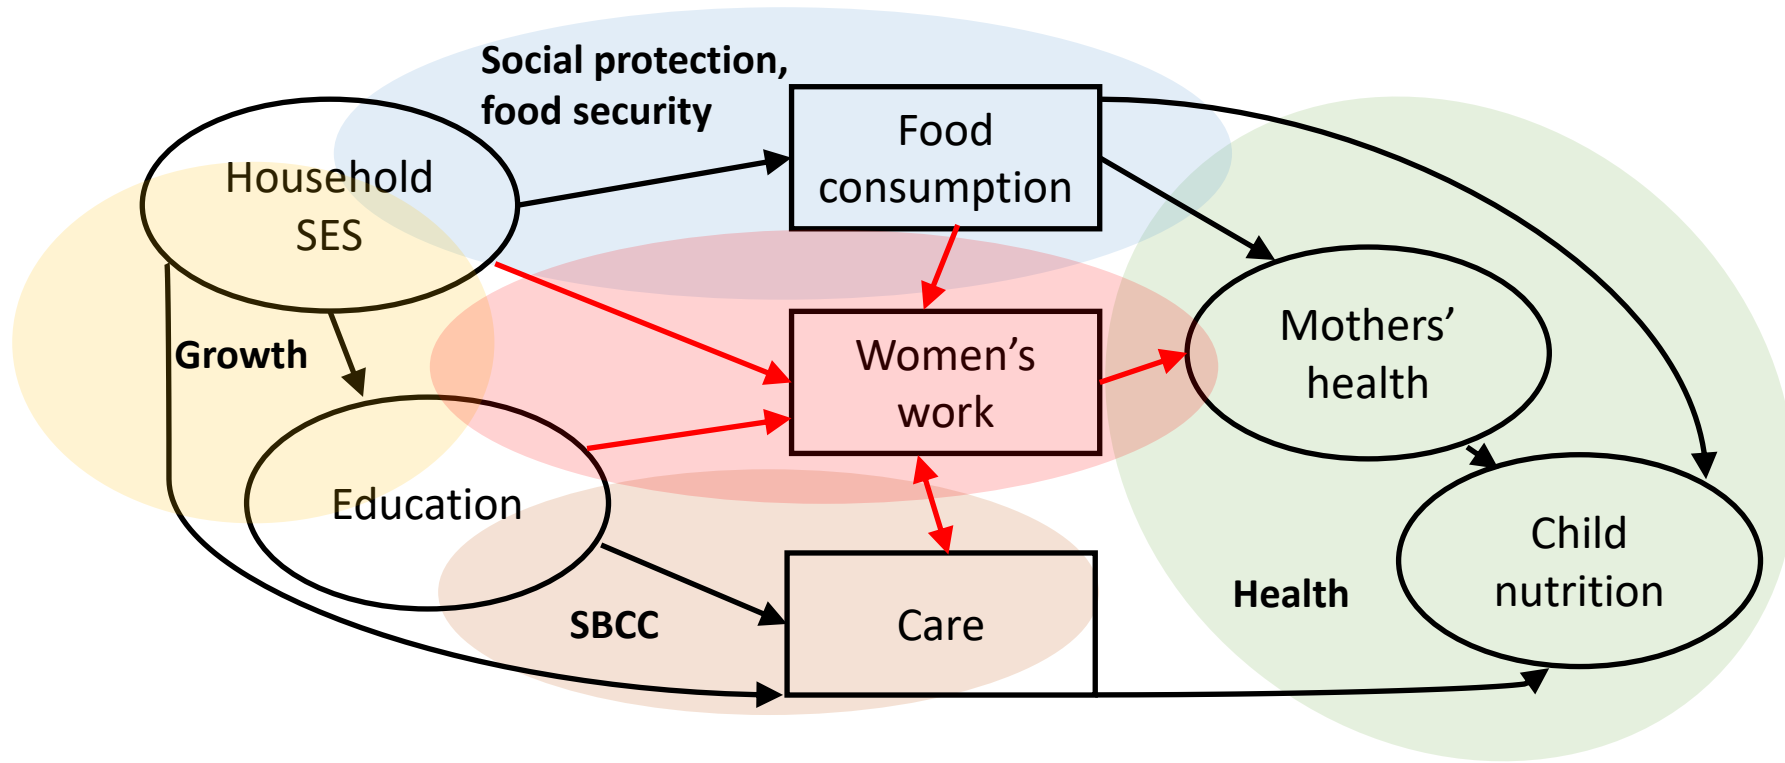 Social protection,
food security
Household
SES
Food
consumption
Growth
Women’s
work
Mothers’
health
Education
SBCC
Care
Health
Child
nutrition